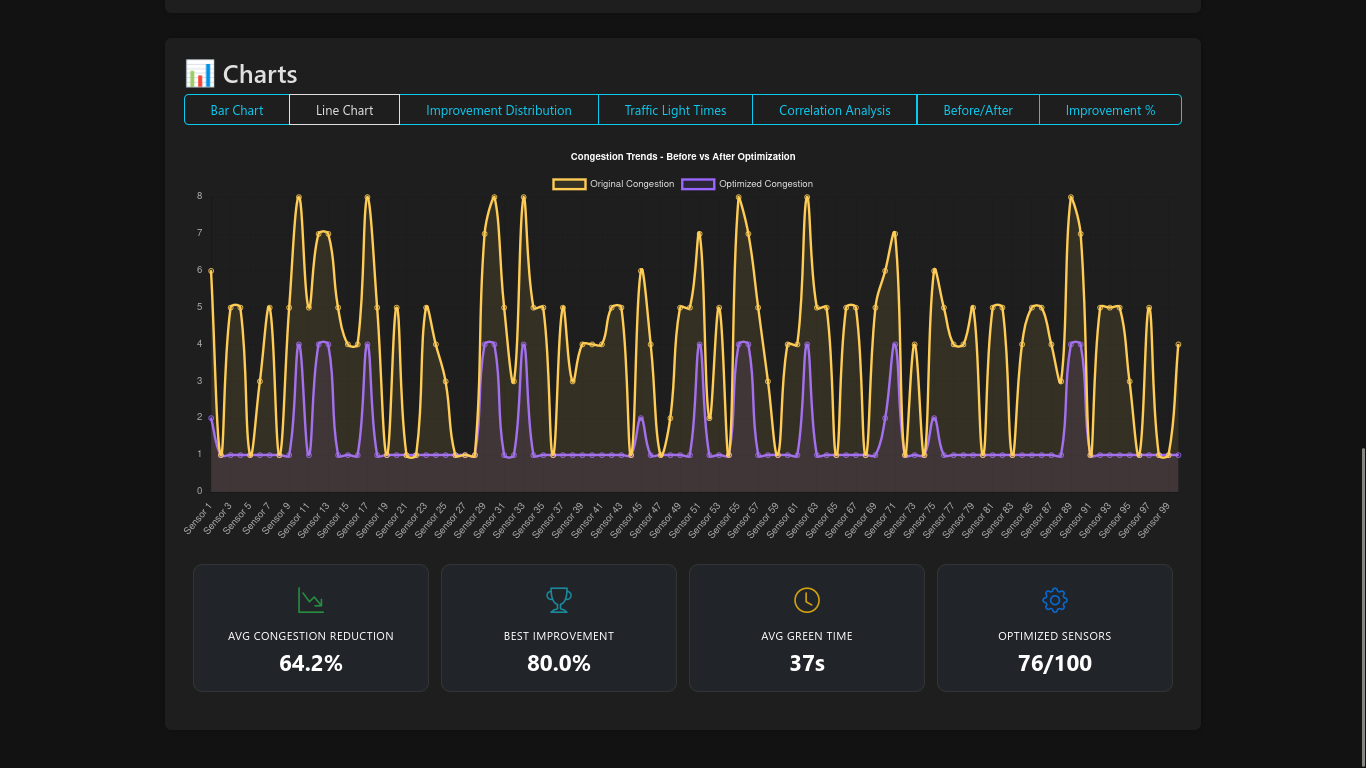 📊 Charts
Bar Chart Line Chart Improvement Distribution Traffic Light Times Correlation Analysis Before/After Improvement %
Congestion Trends - Before vs After Optimization
Original Congestion Optimized Congestion
8
7
6
5
4
3
2
1
0
Sensor 1 Sensor 3 Sensor 5 Sensor 7 Sensor 9 Sensor 11 Sensor 13 Sensor 15 Sensor 17 Sensor 19 Sensor 21 Sensor 23 Sensor 25 Sensor 27 Sensor 29 Sensor 31 Sensor 33 Sensor 35 Sensor 37 Sensor 39 Sensor 41 Sensor 43 Sensor 45 Sensor 47 Sensor 49 Sensor 51 Sensor 53 Sensor 55 Sensor 57 Sensor 59 Sensor 61 Sensor 63 Sensor 65 Sensor 67 Sensor 69 Sensor 71 Sensor 73 Sensor 75 Sensor 77 Sensor 79 Sensor 81 Sensor 83 Sensor 85 Sensor 87 Sensor 89 Sensor 91 Sensor 93 Sensor 95 Sensor 97 Sensor 99
AVG CONGESTION REDUCTION
64.2%
BEST IMPROVEMENT
80.0%
AVG GREEN TIME
37s
OPTIMIZED SENSORS
76/100